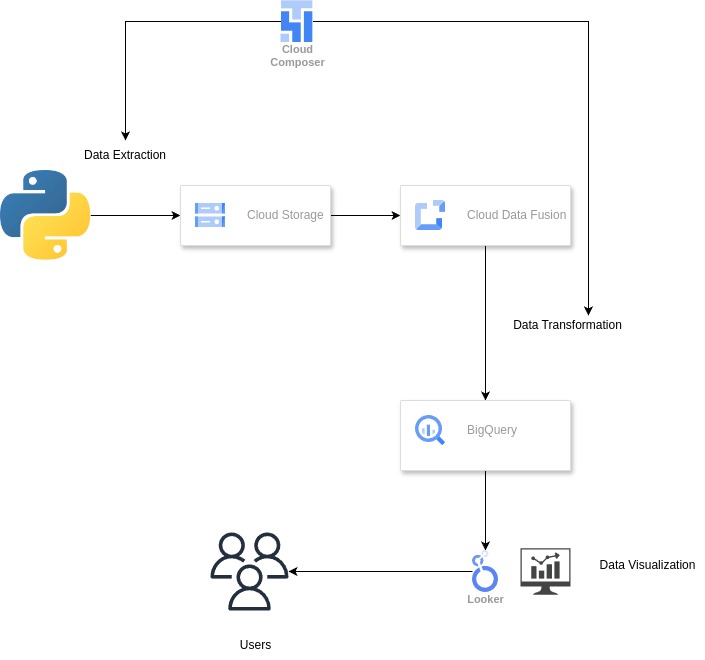 Cloud
Composer
Data Extraction
Cloud Storage
Cloud Data Fusion
Data Transformation
BigQuery
Data Visualization
Looker
Users